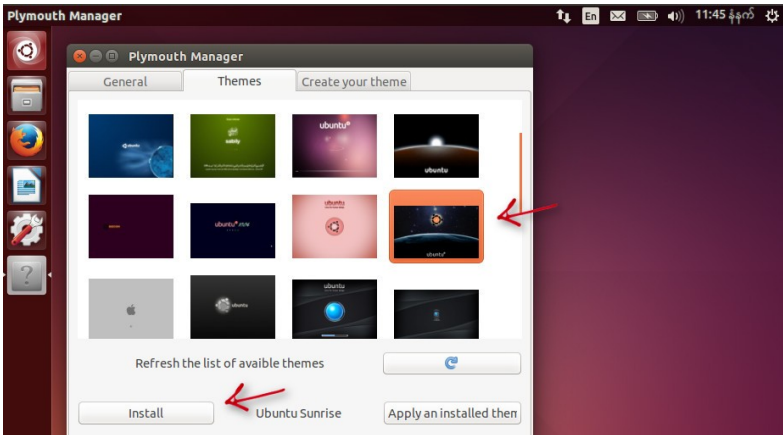 Plymouth Manager
En
11:45 နံနက်
Plymouth Manager
General
Themes
Create your theme
ubuntu
ubuntu
ubuntu
ubuntu
ubuntu
ubuntu
ubuntu
Refresh the list of avaible themes
Install
Ubuntu Sunrise
Apply an installed them